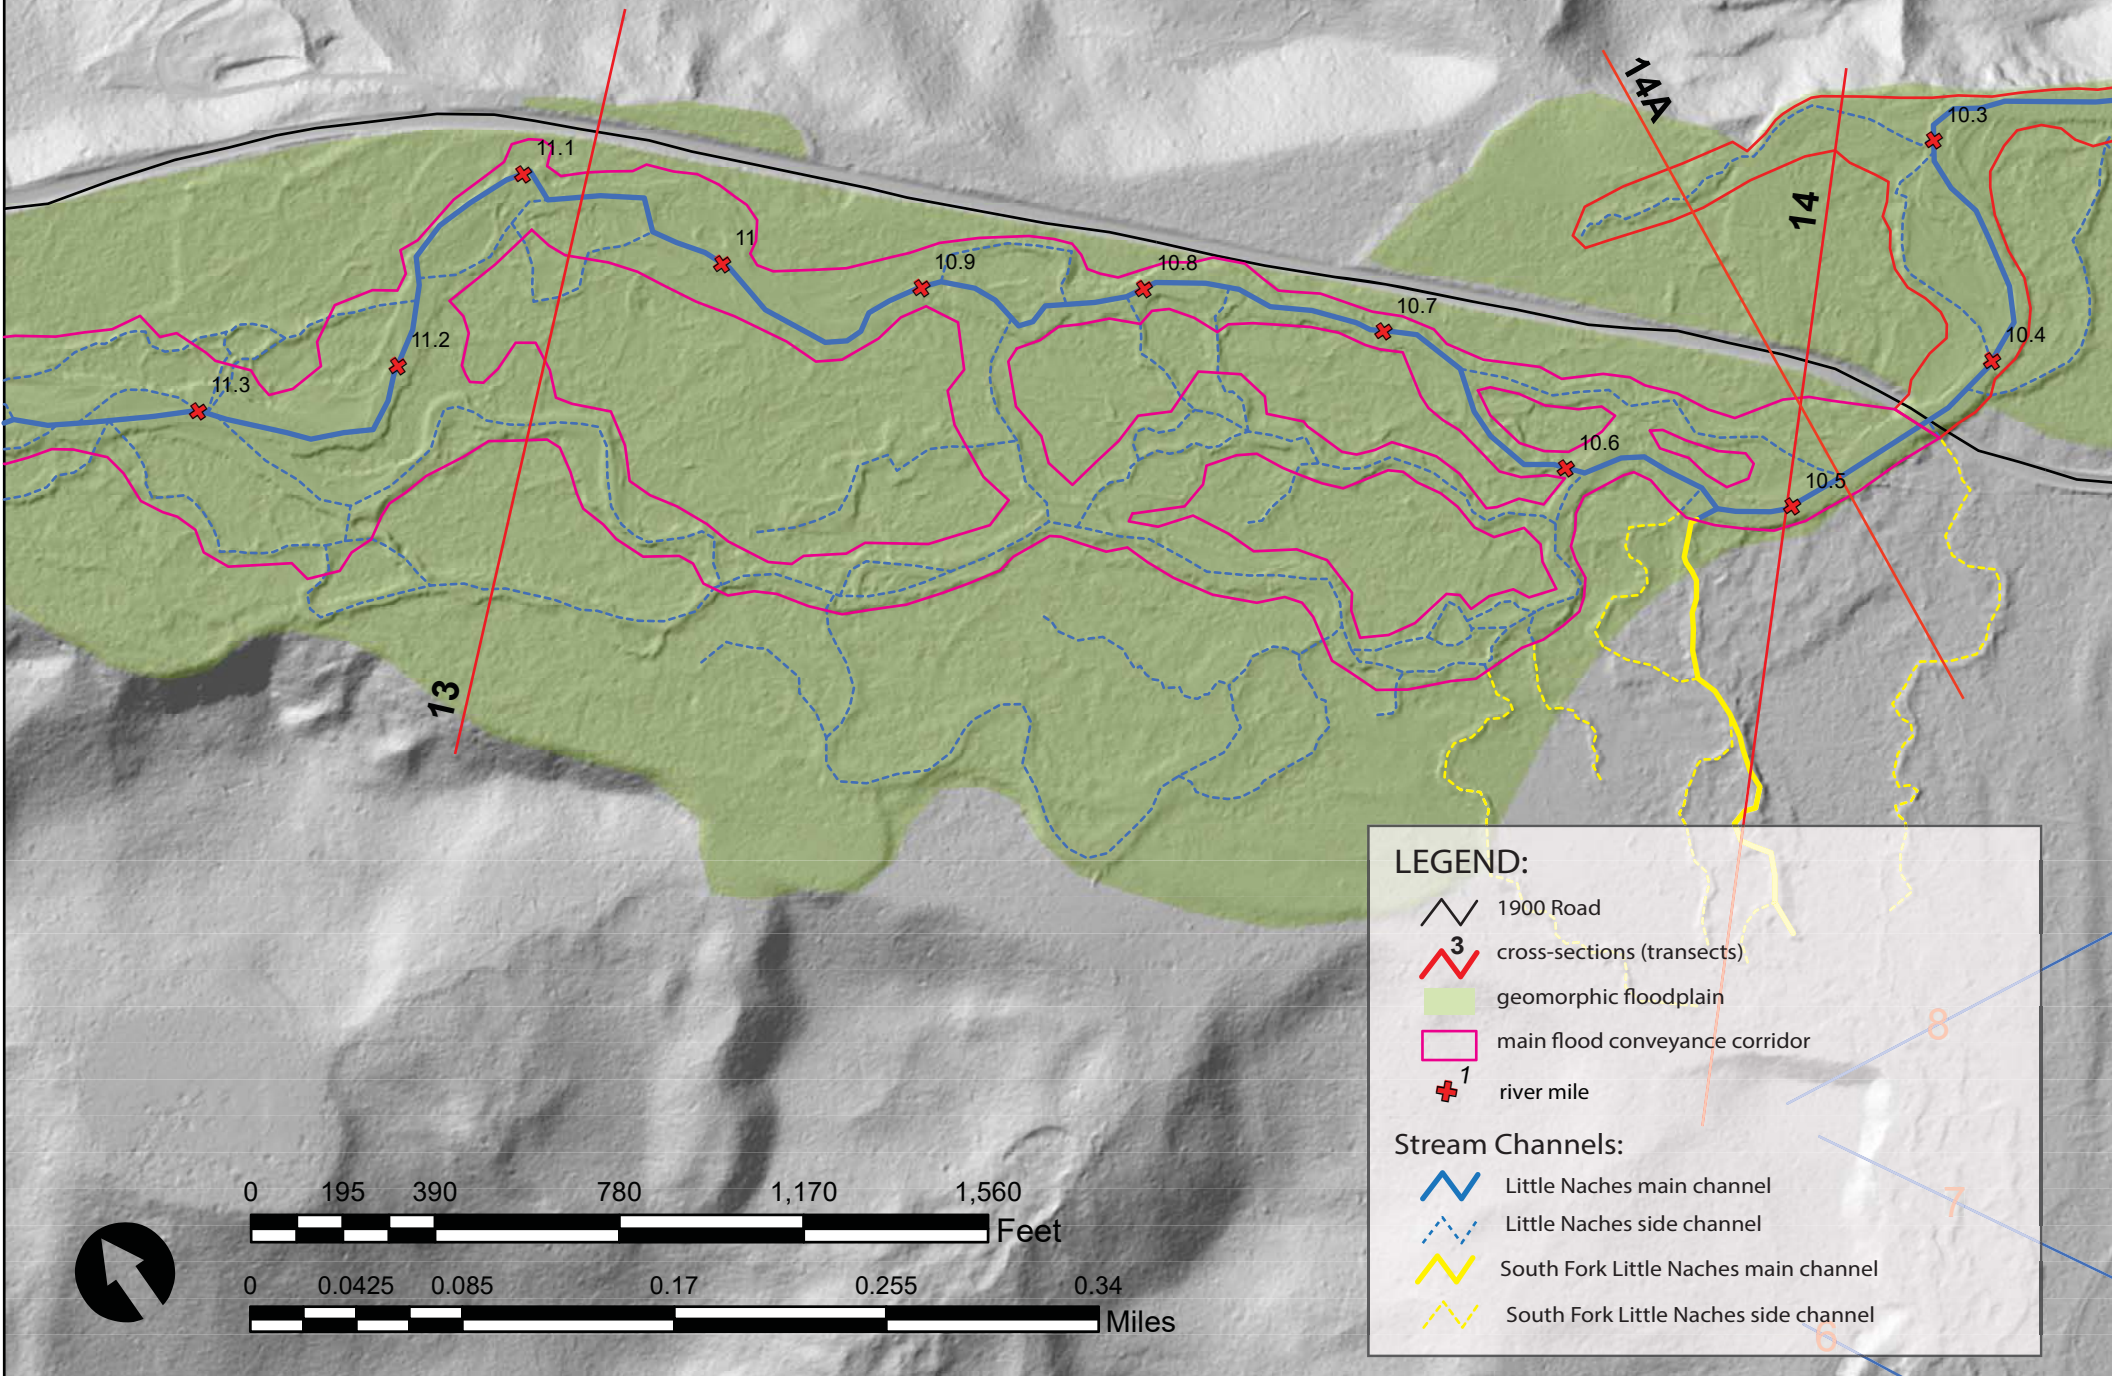 14A
10.3
11.1
14
11
10.9
10.8
10.7
10.4
11.2
11.3
10.6
10.5
13
LEGEND:
1900 Road
3 cross-sections (transects)
geomorphic floodplain
main flood conveyance corridor
1 river mile
Stream Channels:
Little Naches main channel
Little Naches side channel
South Fork Little Naches main channel
South Fork Little Naches side channel
8
7
6
0 195 390 780 1,170 1,560
Feet
0 0.0425 0.085 0.17 0.255 0.34
Miles